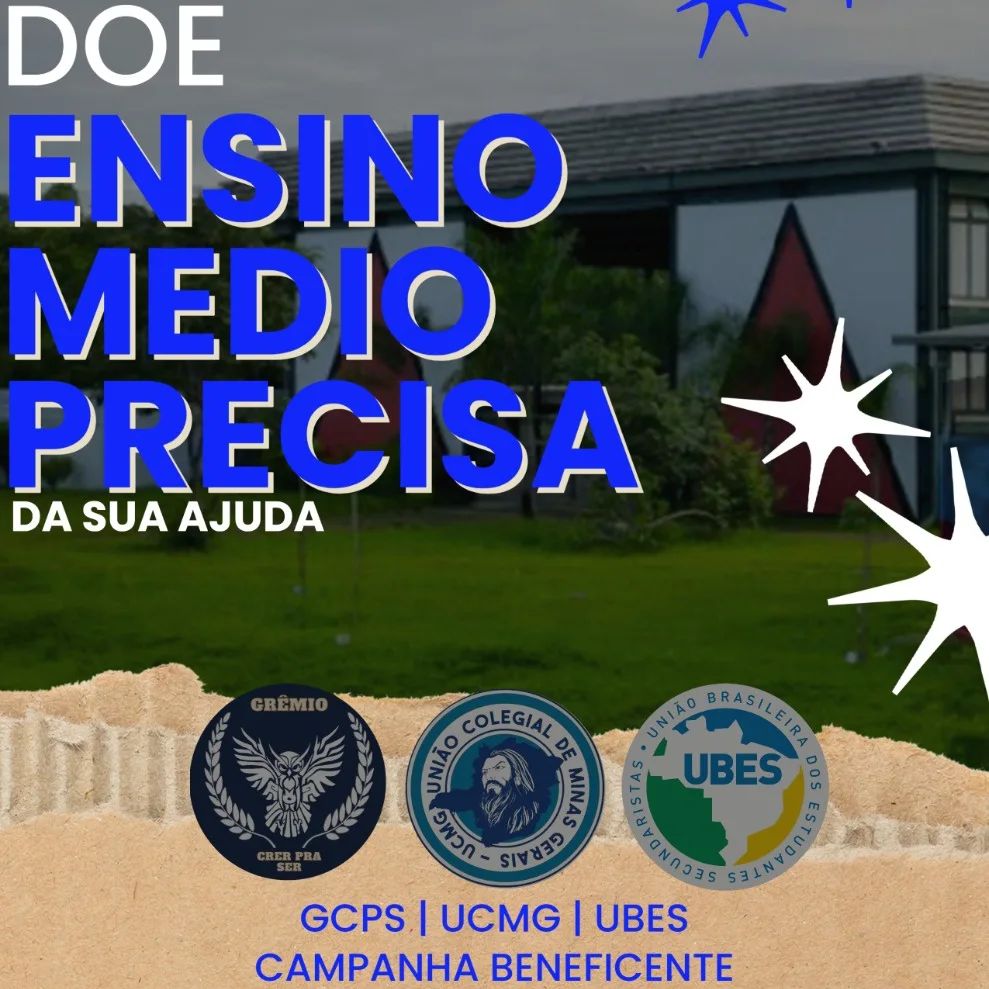 DOE
ENSINO
MEDIO
PRECISA
DA SUA AJUDA
GRÊMIO
CRER PRA
SER
UNIÃO COLEGIAL DE MINAS GERAIS - UCMG
UNIÃO BRASILEIRA DOS ESTUDANTES SECUNDARISTAS
UBES
GCPS | UCMG | UBES
CAMPANHA BENEFICENTE